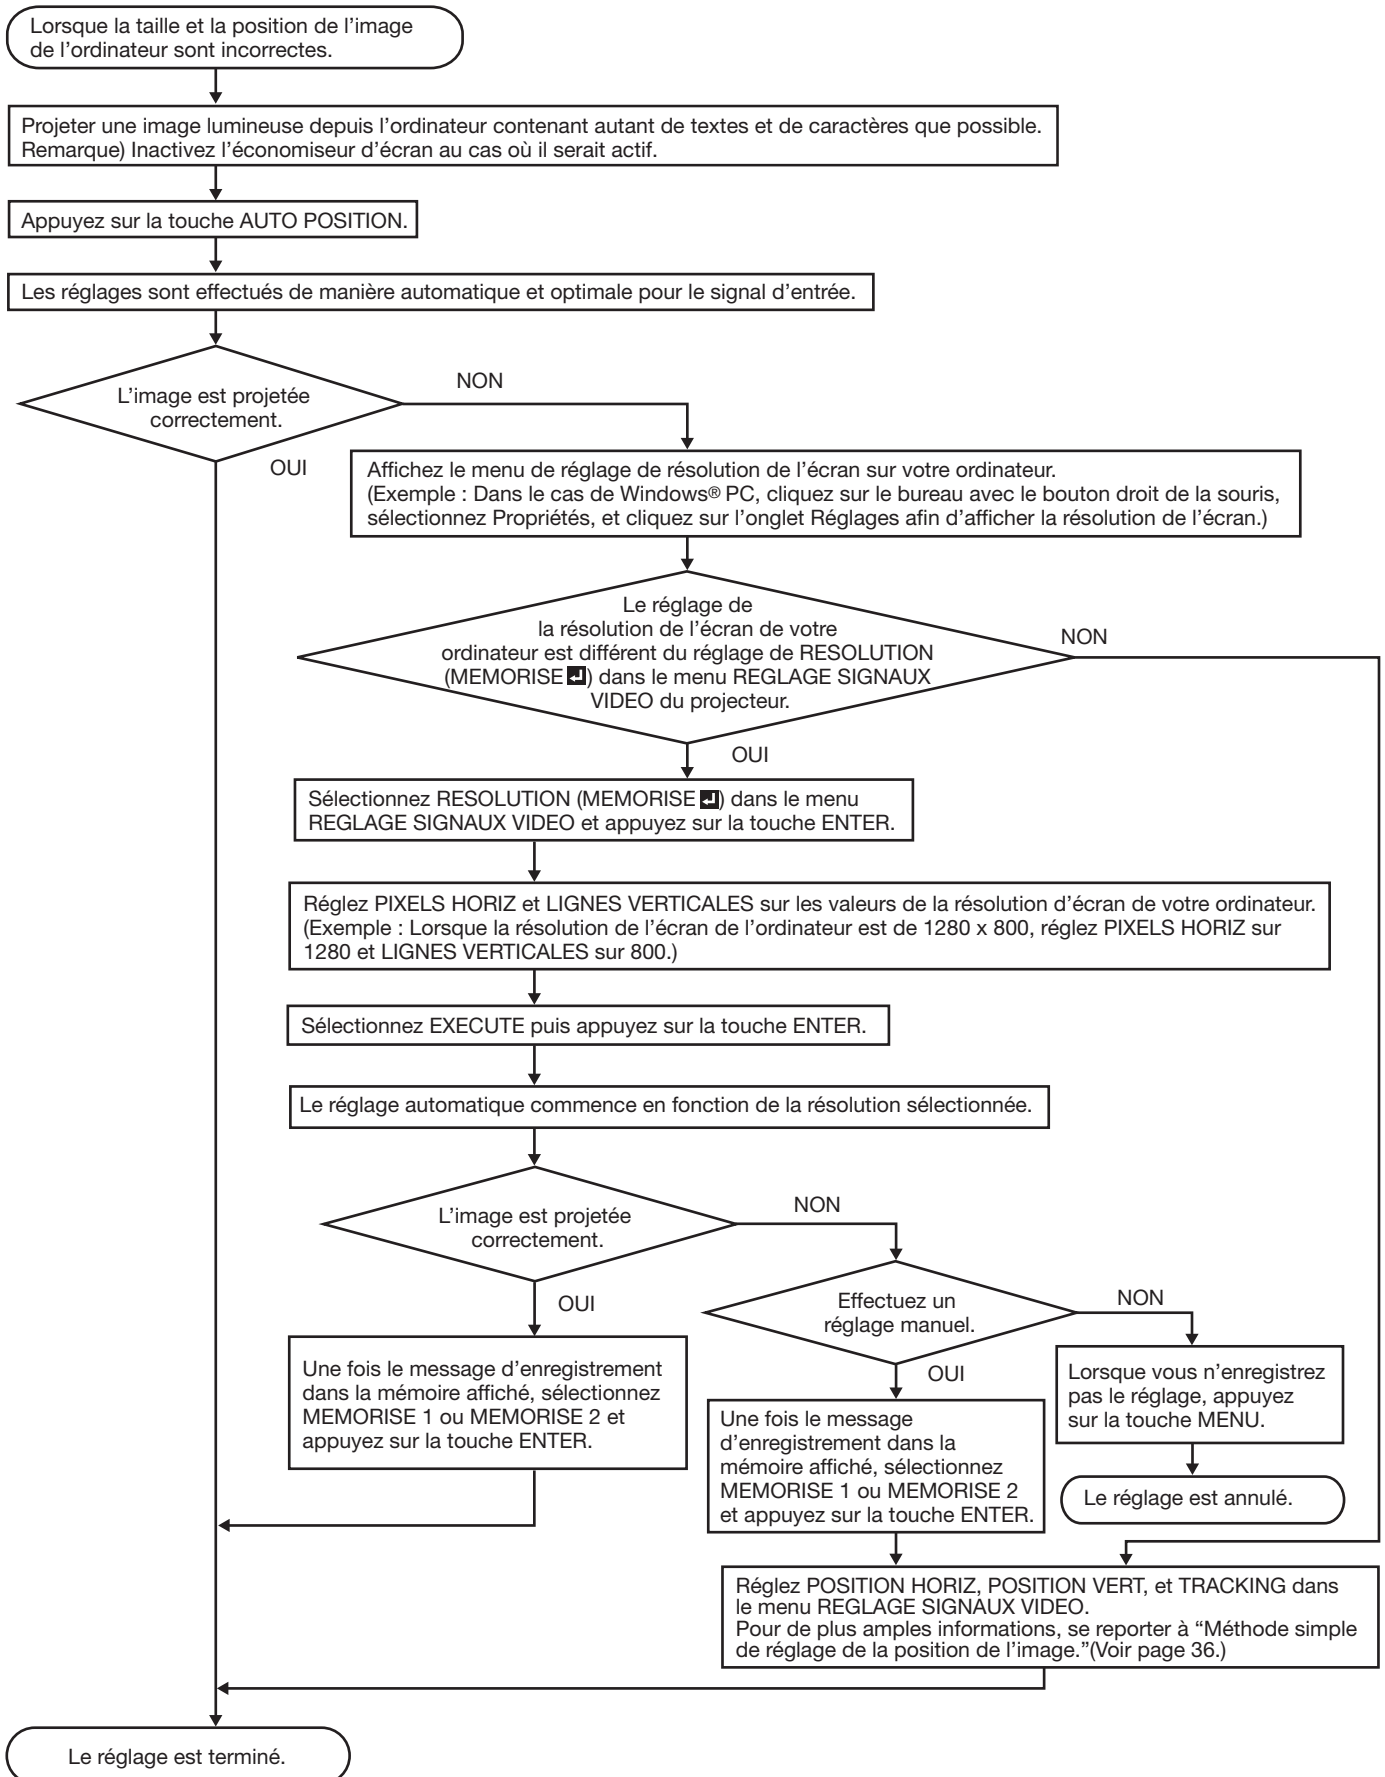 Lorsque la taille et la position de l’image
de l’ordinateur sont incorrectes.
Projeter une image lumineuse depuis l’ordinateur contenant autant de textes et de caractères que possible.
Remarque) Inactivez l’économiseur d’écran au cas où il serait actif.
Appuyez sur la touche AUTO POSITION.
Les réglages sont effectués de manière automatique et optimale pour le signal d’entrée.
L’image est projetée
correctement.
NON
OUI
Affichez le menu de réglage de résolution de l’écran sur votre ordinateur.
(Exemple : Dans le cas de Windows® PC, cliquez sur le bureau avec le bouton droit de la souris,
sélectionnez Propriétés, et cliquez sur l’onglet Réglages afin d’afficher la résolution de l’écran.)
Le réglage de
la résolution de l’écran de votre
ordinateur est différent du réglage de RESOLUTION
(MEMORISE ↵) dans le menu REGLAGE SIGNAUX
VIDEO du projecteur.
NON
OUI
Sélectionnez RESOLUTION (MEMORISE ↵) dans le menu
REGLAGE SIGNAUX VIDEO et appuyez sur la touche ENTER.
Réglez PIXELS HORIZ et LIGNES VERTICALES sur les valeurs de la résolution d’écran de votre ordinateur.
(Exemple : Lorsque la résolution de l’écran de l’ordinateur est de 1280 x 800, réglez PIXELS HORIZ sur
1280 et LIGNES VERTICALES sur 800.)
Sélectionnez EXECUTE puis appuyez sur la touche ENTER.
Le réglage automatique commence en fonction de la résolution sélectionnée.
L’image est projetée
correctement.
NON
OUI
Effectuez un
réglage manuel.
NON
OUI
Une fois le message d’enregistrement
dans la mémoire affiché, sélectionnez
MEMORISE 1 ou MEMORISE 2 et
appuyez sur la touche ENTER.
Une fois le message
d’enregistrement dans la
mémoire affiché, sélectionnez
MEMORISE 1 ou MEMORISE 2
et appuyez sur la touche ENTER.
Lorsque vous n’enregistrez
pas le réglage, appuyez
sur la touche MENU.
Le réglage est annulé.
Réglez POSITION HORIZ, POSITION VERT, et TRACKING dans
le menu REGLAGE SIGNAUX VIDEO.
Pour de plus amples informations, se reporter à “Méthode simple
de réglage de la position de l’image.”(Voir page 36.)
Le réglage est terminé.